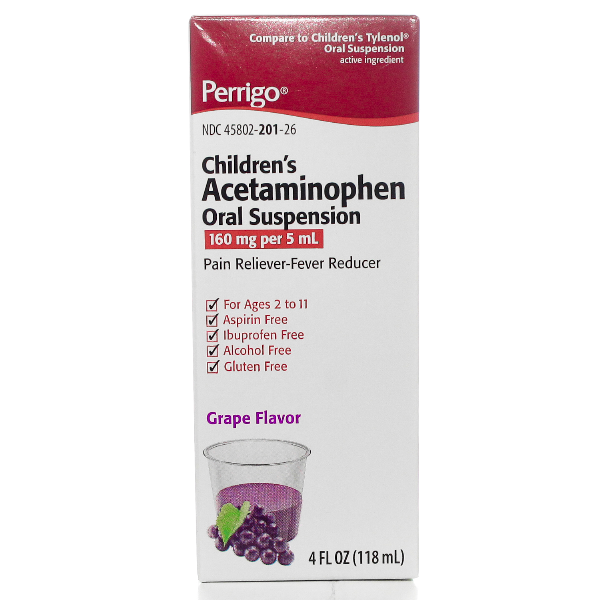 Compare to Children's Tylenol®
Oral Suspension
active ingredient
Perrigo®
NDC 45802-201-26
Children's
Acetaminophen
Oral Suspension
160 mg per 5 mL
Pain Reliever-Fever Reducer
For Ages 2 to 11
Aspirin Free
Ibuprofen Free
Alcohol Free
Gluten Free
Grape Flavor
4 FL OZ (118 mL)